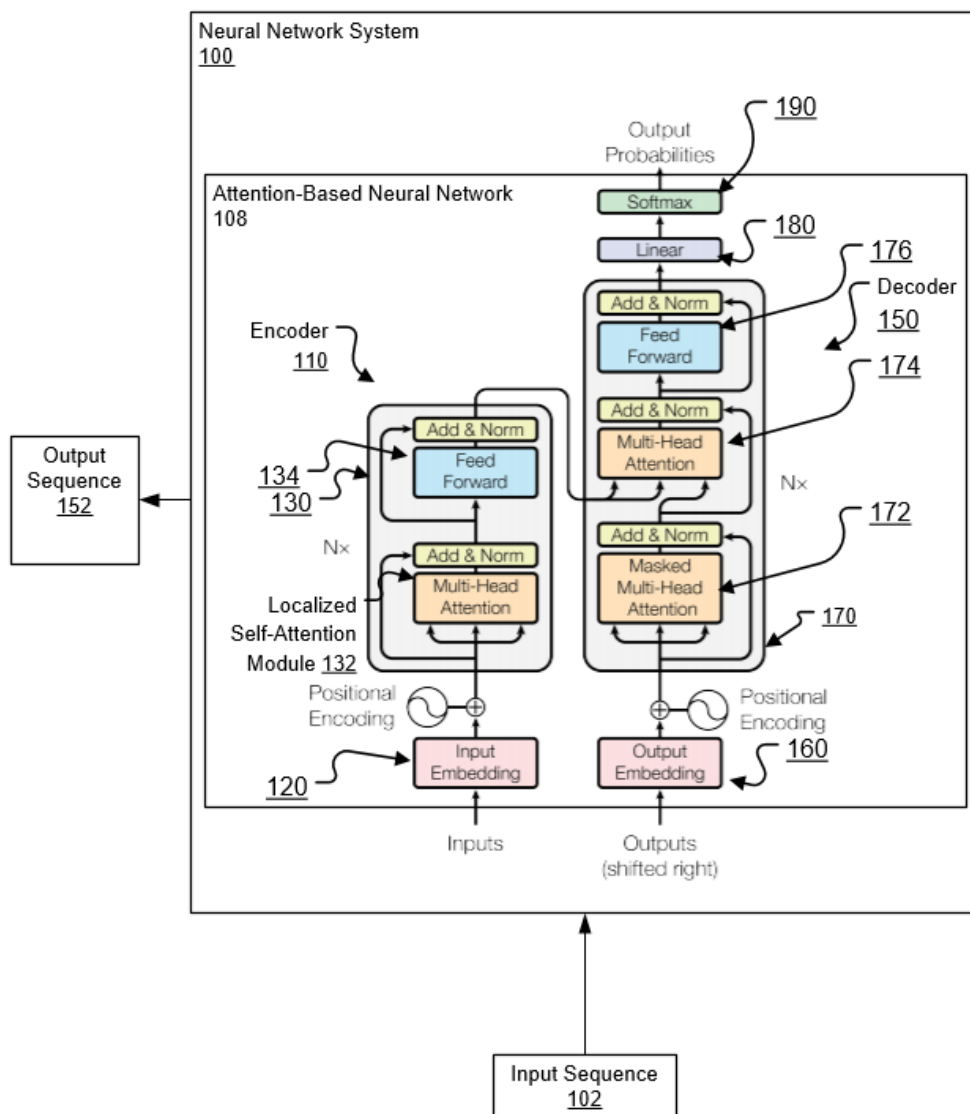 Neural Network System
100
190
Output
Probabilities
Attention-Based Neural Network
108
Softmax
180
Linear
176
Add & Norm
Decoder
150
Feed
Forward
Encoder
110
174
Add & Norm
Multi-Head
Attention
Add & Norm
Feed
Forward
134
130
Nx
Output
Sequence
152
172
Add & Norm
Masked
Multi-Head
Attention
Nx
Add & Norm
Multi-Head
Attention
Localized
Self-Attention
Module 132
170
Positional
Encoding
Positional
Encoding
Input
Embedding
120
Output
Embedding
160
Inputs
Outputs
(shifted right)
Input Sequence
102